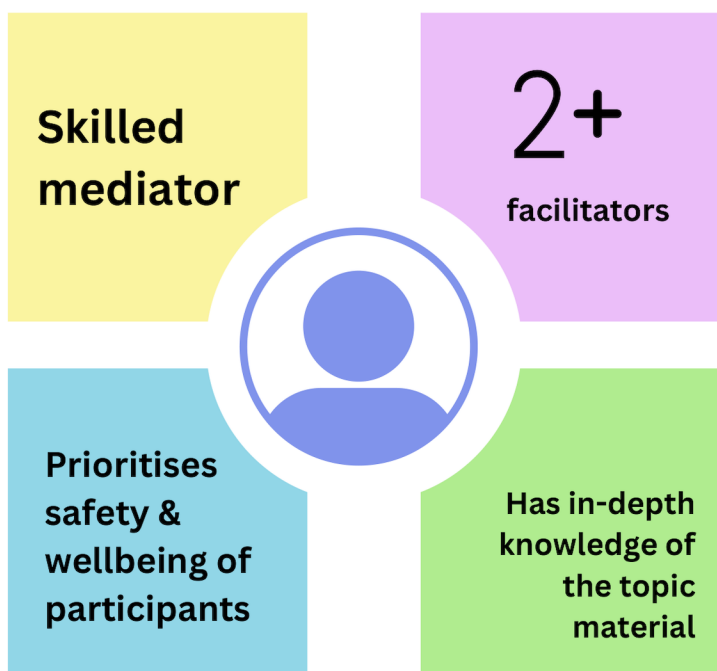 Skilled
mediator
2+
facilitators
Prioritises
safety &
wellbeing of
participants
Has in-depth
knowledge of
the topic
material